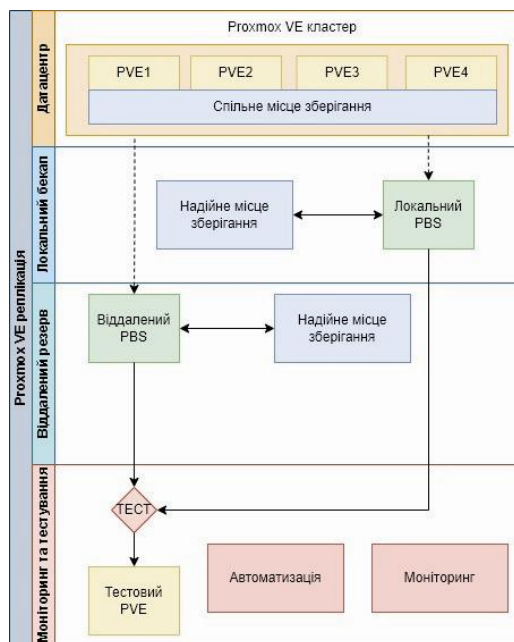 Proxmox VE кластер
PVE1
PVE2
PVE3
PVE4
Спільне місце зберігання
Датацентр
Надійне місце
зберігання
Локальний
PBS
Локальний бекап
Віддалений
PBS
Надійне місце
зберігання
Віддалений резерв
Proxmox VE реплікація
ТЕСТ
Тестовий
PVE
Автоматизація
Моніторинг
Моніторинг та тестування